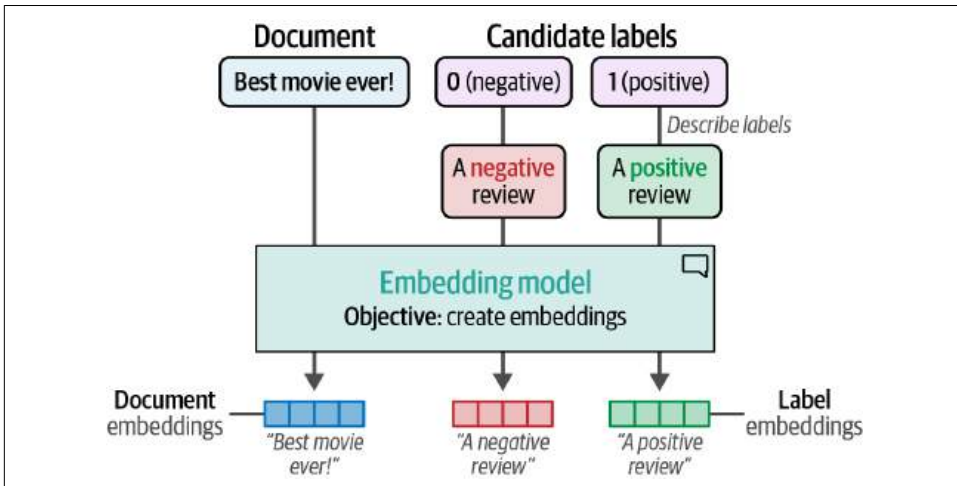 Document
Candidate labels
Best movie ever!
0 (negative)
1 (positive)
Describe labels
A negative
review
A positive
review
Embedding model
Objective: create embeddings
Document
embeddings
"Best movie
ever!"
"A negative
review"
"A positive
review"
Label
embeddings